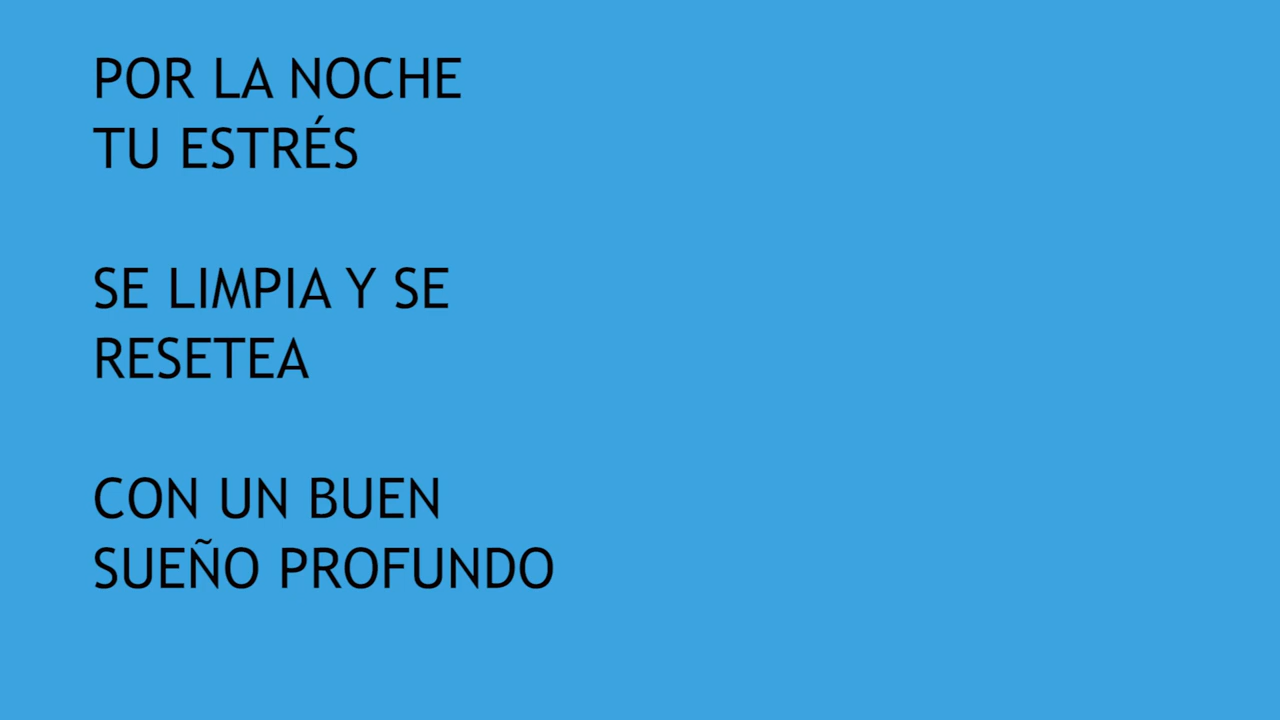 POR LA NOCHE
TU ESTRÉS
SE LIMPIA Y SE
RESETEA
CON UN BUEN
SUEÑO PROFUNDO